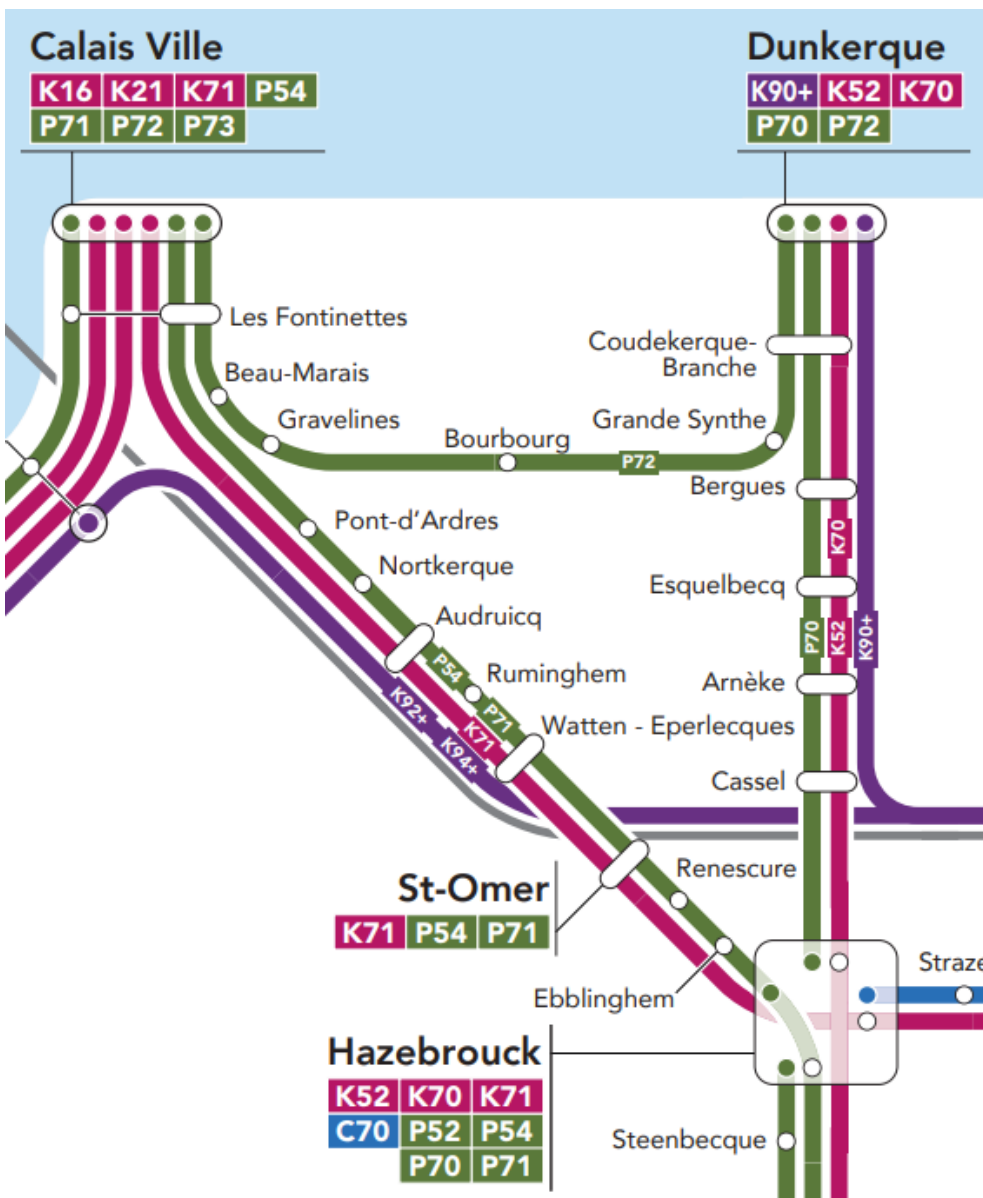 Calais Ville
K16 K21 K71 P54
P71 P72 P73
Dunkerque
K90+ K52 K70
P70 P72
Les Fontinettes
Beau-Marais
Gravelines
Bourbourg
P72
Grande Synthe
Coudekerque-
Branche
Bergues
K70
Pont-d'Ardres
Nortkerque
Esquelbecq
Audruicq
P54
P70
K52
K90+
Ruminghem
Arnèke
K92+
P71
K71
K94+
Watten - Eperlecques
Cassel
St-Omer
K71 P54 P71
Renescure
Ebblinghem
Straze
Hazebrouck
K52 K70 K71
C70 P52 P54
P70 P71
Steenbecque